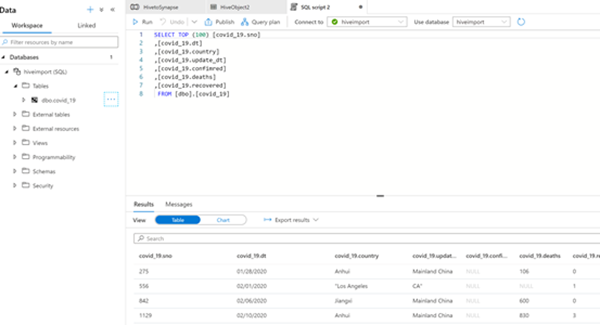 Data
Workspace
Linked
Filter resources by name
Databases
1
hiveimport (SQL)
Tables
dbo.covid_19
External tables
External resources
Views
Programmability
Schemas
Security
HivetoSynapse
HiveObject2
SQL script 2
Run
Undo
Publish
Query plan
Connect to
hiveimport
Use database
hiveimport
1 SELECT TOP (100) [covid_19.sno]
2 ,[covid_19.dt]
3 ,[covid_19.country]
4 ,[covid_19.update_dt]
5 ,[covid_19.confimred]
6 ,[covid_19.deaths]
7 ,[covid_19.recovered]
8 FROM [dbo].[covid_19]
Results
Messages
View
Table
Chart
Export results
Search
covid_19.sno covid_19.dt covid_19.country covid_19.updat... covid_19.confi... covid_19.deaths covid_19.re
275 01/28/2020 Anhui Mainland China NULL 106 0
556 02/01/2020 "Los Angeles CA" NULL NULL 1
842 02/06/2020 Jiangxi Mainland China NULL 600 0
1129 02/10/2020 Anhui Mainland China NULL 830 3